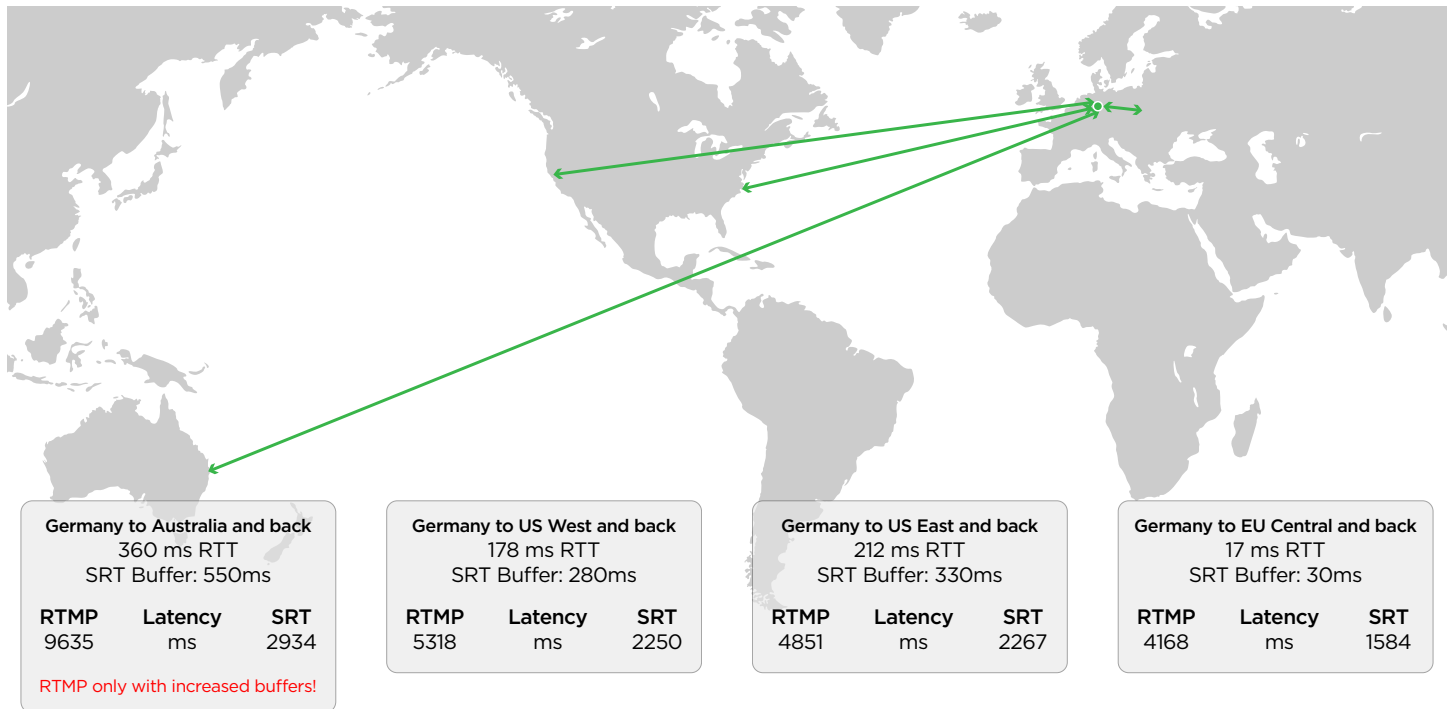 Germany to Australia and back
360 ms RTT
SRT Buffer: 550ms
RTMP Latency SRT
9635 ms 2934
RTMP only with increased buffers!
Germany to US West and back
178 ms RTT
SRT Buffer: 280ms
RTMP Latency SRT
5318 ms 2250
Germany to US East and back
212 ms RTT
SRT Buffer: 330ms
RTMP Latency SRT
4851 ms 2267
Germany to EU Central and back
17 ms RTT
SRT Buffer: 30ms
RTMP Latency SRT
4168 ms 1584